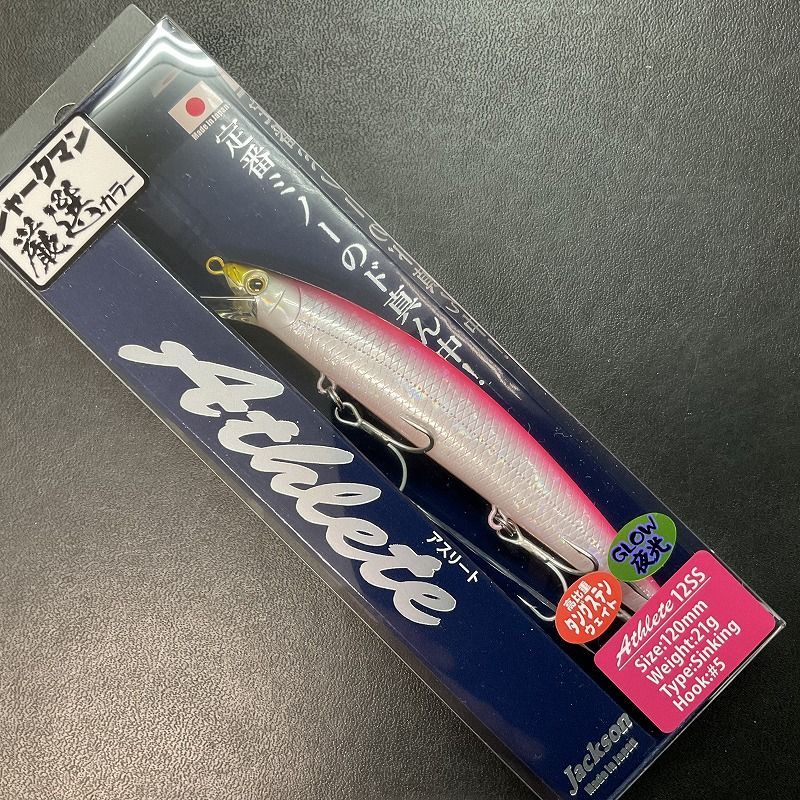 シャークマン
厳選カラー
Made in Japan
定番ミノーのド真ん中!
Athlete
アスリート
GLOW
夜光
高比重
タングステン
ウェイト
Athlete 12SS
Size:120mm
Weight:21g
Type:Sinking
Hook:#5
Jackson
Made in Japan